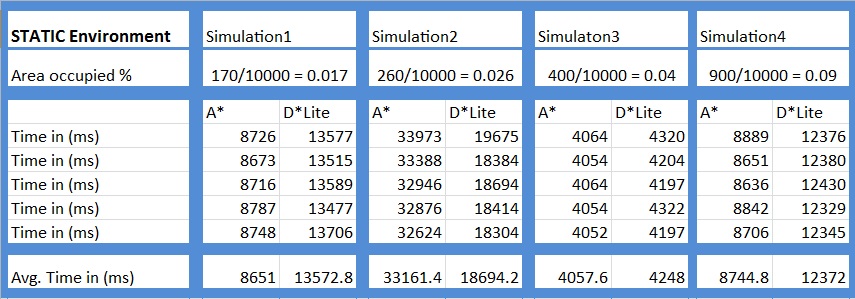 STATIC Environment Simulation1 Simulation2 Simulaton3 Simulation4
Area occupied % 170/10000 = 0.017 260/10000 = 0.026 400/10000 = 0.04 900/10000 = 0.09
A* D*Lite A* D*Lite A* D*Lite A* D*Lite
Time in (ms) 8726 13577 33973 19675 4064 4320 8889 12376
Time in (ms) 8673 13515 33388 18384 4054 4204 8651 12380
Time in (ms) 8716 13589 32946 18694 4064 4197 8636 12430
Time in (ms) 8787 13477 32876 18414 4054 4322 8842 12329
Time in (ms) 8748 13706 32624 18304 4052 4197 8706 12345
Avg. Time in (ms) 8651 13572.8 33161.4 18694.2 4057.6 4248 8744.8 12372